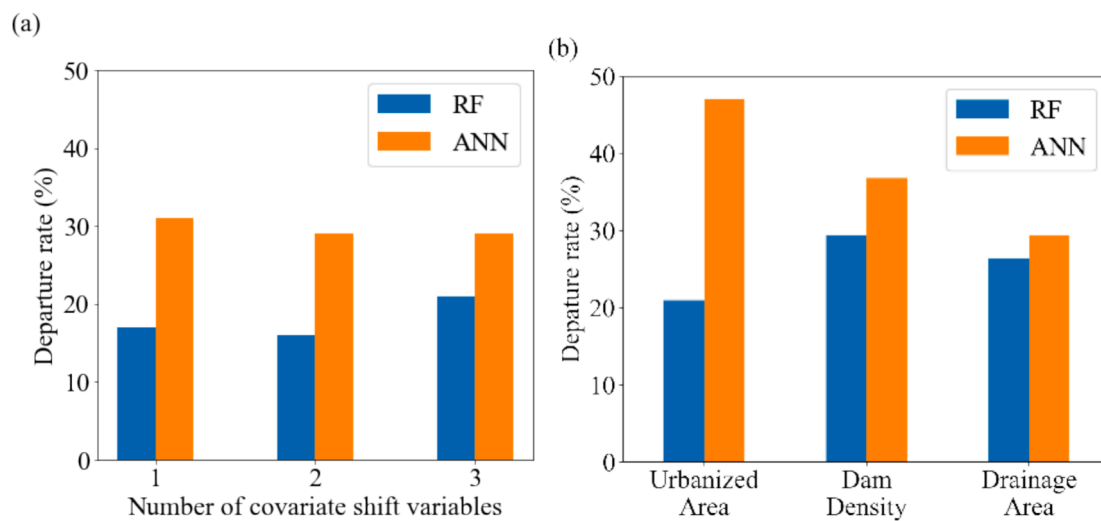 (a)
50
40
30
20
10
0
Departure rate (%)
RF
ANN
1
2
3
Number of covariate shift variables
(b)
50
40
30
20
10
0
Depature rate (%)
RF
ANN
Urbanized
Area
Dam
Density
Drainage
Area